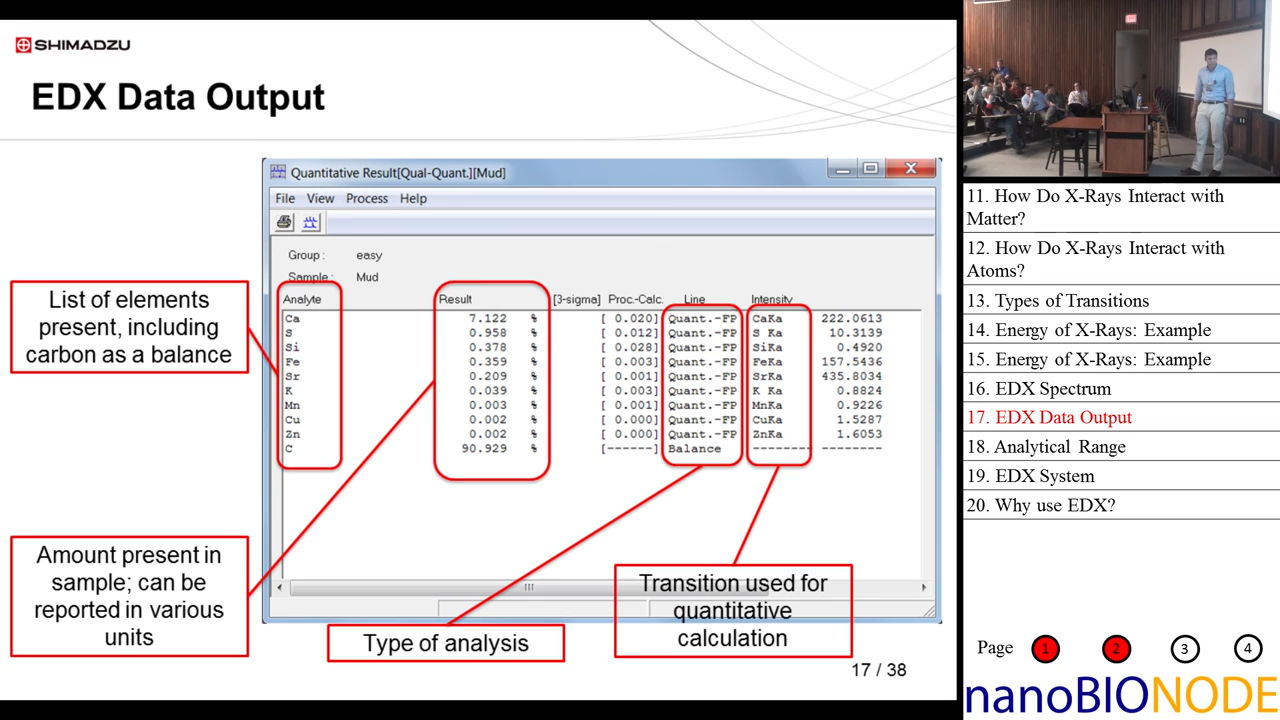 SHIMADZU
EDX Data Output
Quantitative Result[Qual-Quant.][Mud]
File View Process Help
Group : easy
Sample : Mud
Analyte Result [3-sigma] Proc.-Calc. Line Intensity
Ca 7.122 % [ 0.020] Quant.-FP CaKa 222.0613
S 0.958 % [ 0.012] Quant.-FP S Ka 10.3139
Si 0.378 % [ 0.028] Quant.-FP SiKa 0.4920
Fe 0.359 % [ 0.003] Quant.-FP FeKa 157.5436
Sr 0.209 % [ 0.001] Quant.-FP SrKa 435.8034
K 0.039 % [ 0.003] Quant.-FP K Ka 0.8824
Mn 0.003 % [ 0.001] Quant.-FP MnKa 0.9226
Cu 0.002 % [ 0.000] Quant.-FP CuKa 1.5287
Zn 0.002 % [ 0.000] Quant.-FP ZnKa 1.6053
C 90.929 % [------] Balance -------- --------
List of elements
present, including
carbon as a balance
Amount present in
sample; can be
reported in various
units
Type of analysis
Transition used for
quantitative
calculation
17 / 38
11. How Do X-Rays Interact with
Matter?
12. How Do X-Rays Interact with
Atoms?
13. Types of Transitions
14. Energy of X-Rays: Example
15. Energy of X-Rays: Example
16. EDX Spectrum
17. EDX Data Output
18. Analytical Range
19. EDX System
20. Why use EDX?
Page 1 2 3 4
nanoBIONODE